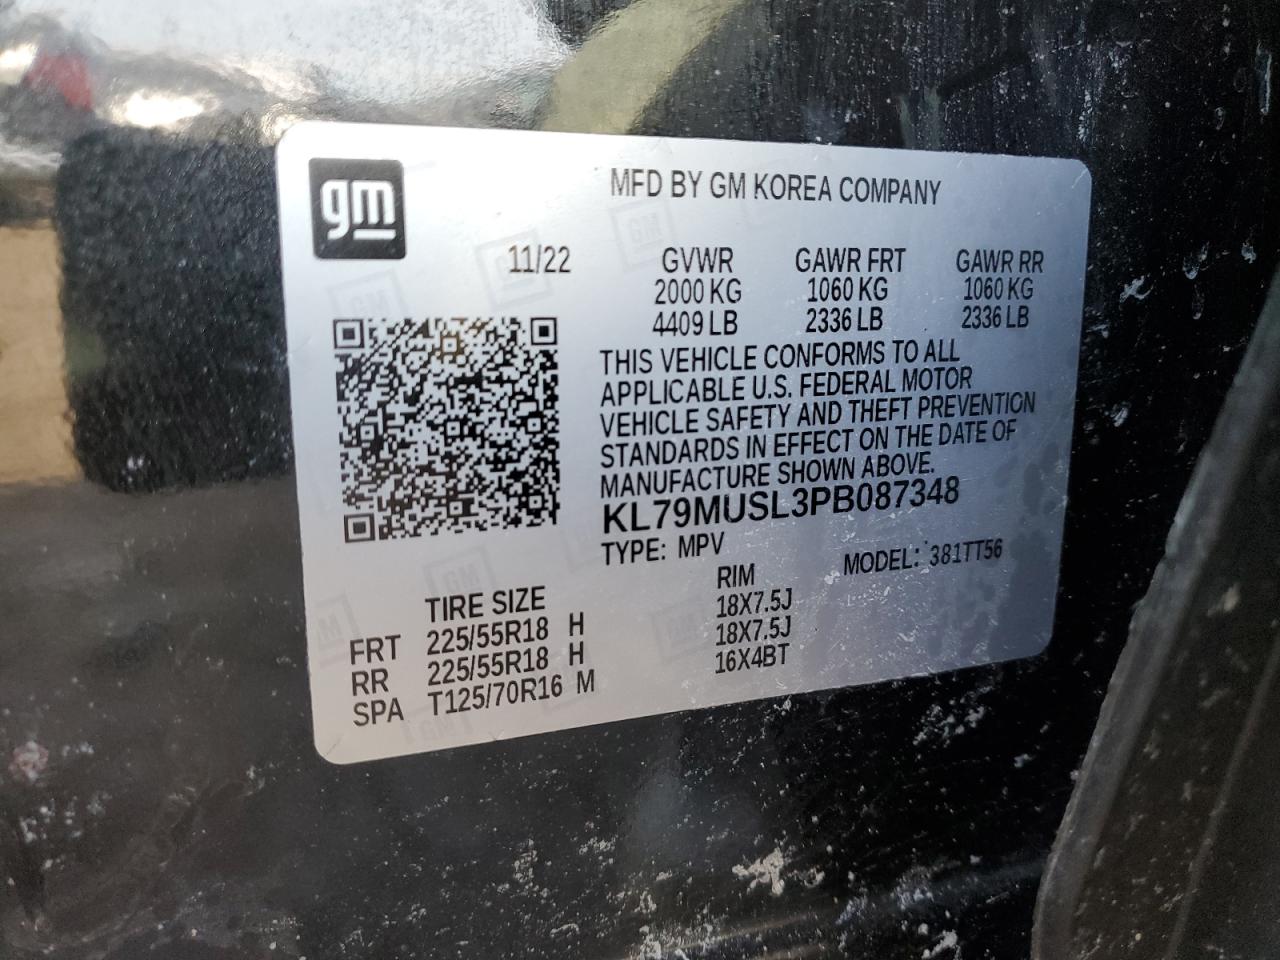 gm
MFD BY GM KOREA COMPANY
11/22 GVWR GAWR FRT GAWR RR
2000 KG 1060 KG 1060 KG
4409 LB 2336 LB 2336 LB
THIS VEHICLE CONFORMS TO ALL
APPLICABLE U.S. FEDERAL MOTOR
VEHICLE SAFETY AND THEFT PREVENTION
STANDARDS IN EFFECT ON THE DATE OF
MANUFACTURE SHOWN ABOVE.
KL79MUSL3PB087348
TYPE: MPV MODEL: 381TT56
TIRE SIZE RIM
FRT 225/55R18 H 18X7.5J
RR 225/55R18 H 18X7.5J
SPA T125/70R16 M 16X4BT